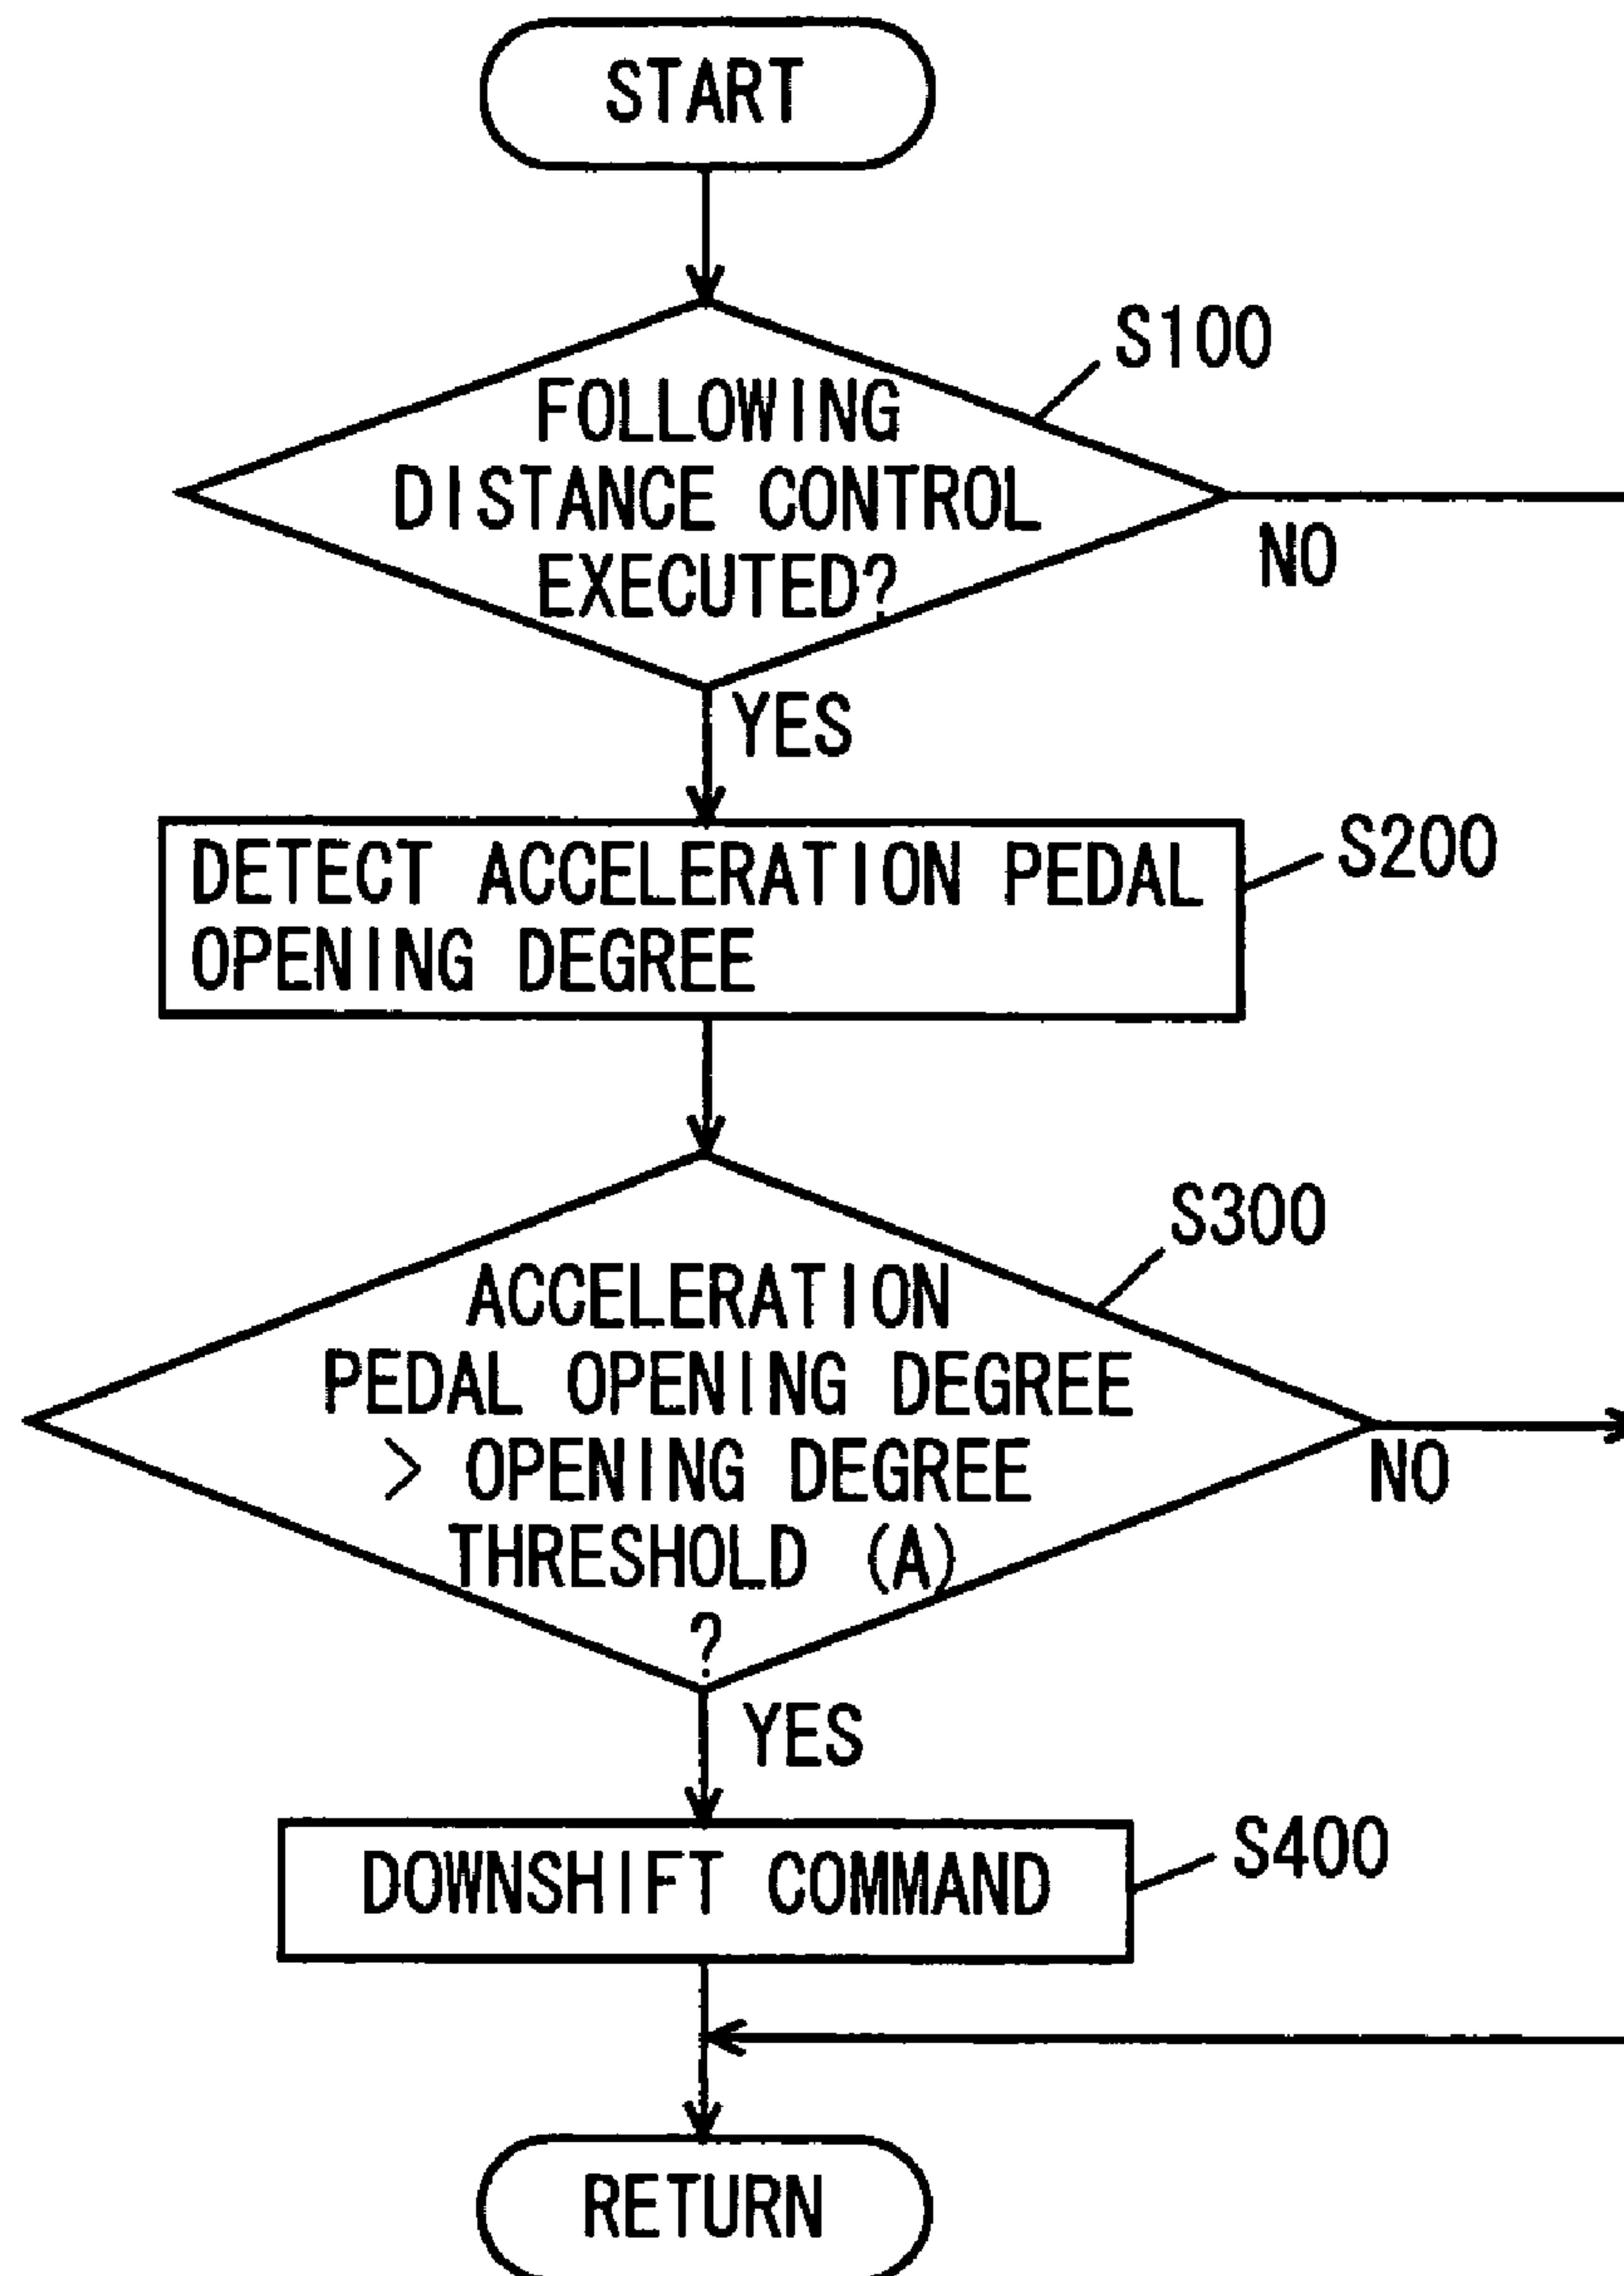 START
S100
FOLLOWING
DISTANCE CONTROL
EXECUTED?
NO
YES
S200
DETECT ACCELERATION PEDAL
OPENING DEGREE
S300
ACCELERATION
PEDAL OPENING DEGREE
> OPENING DEGREE
THRESHOLD (A)
?
NO
YES
S400
DOWNSHIFT COMMAND
RETURN